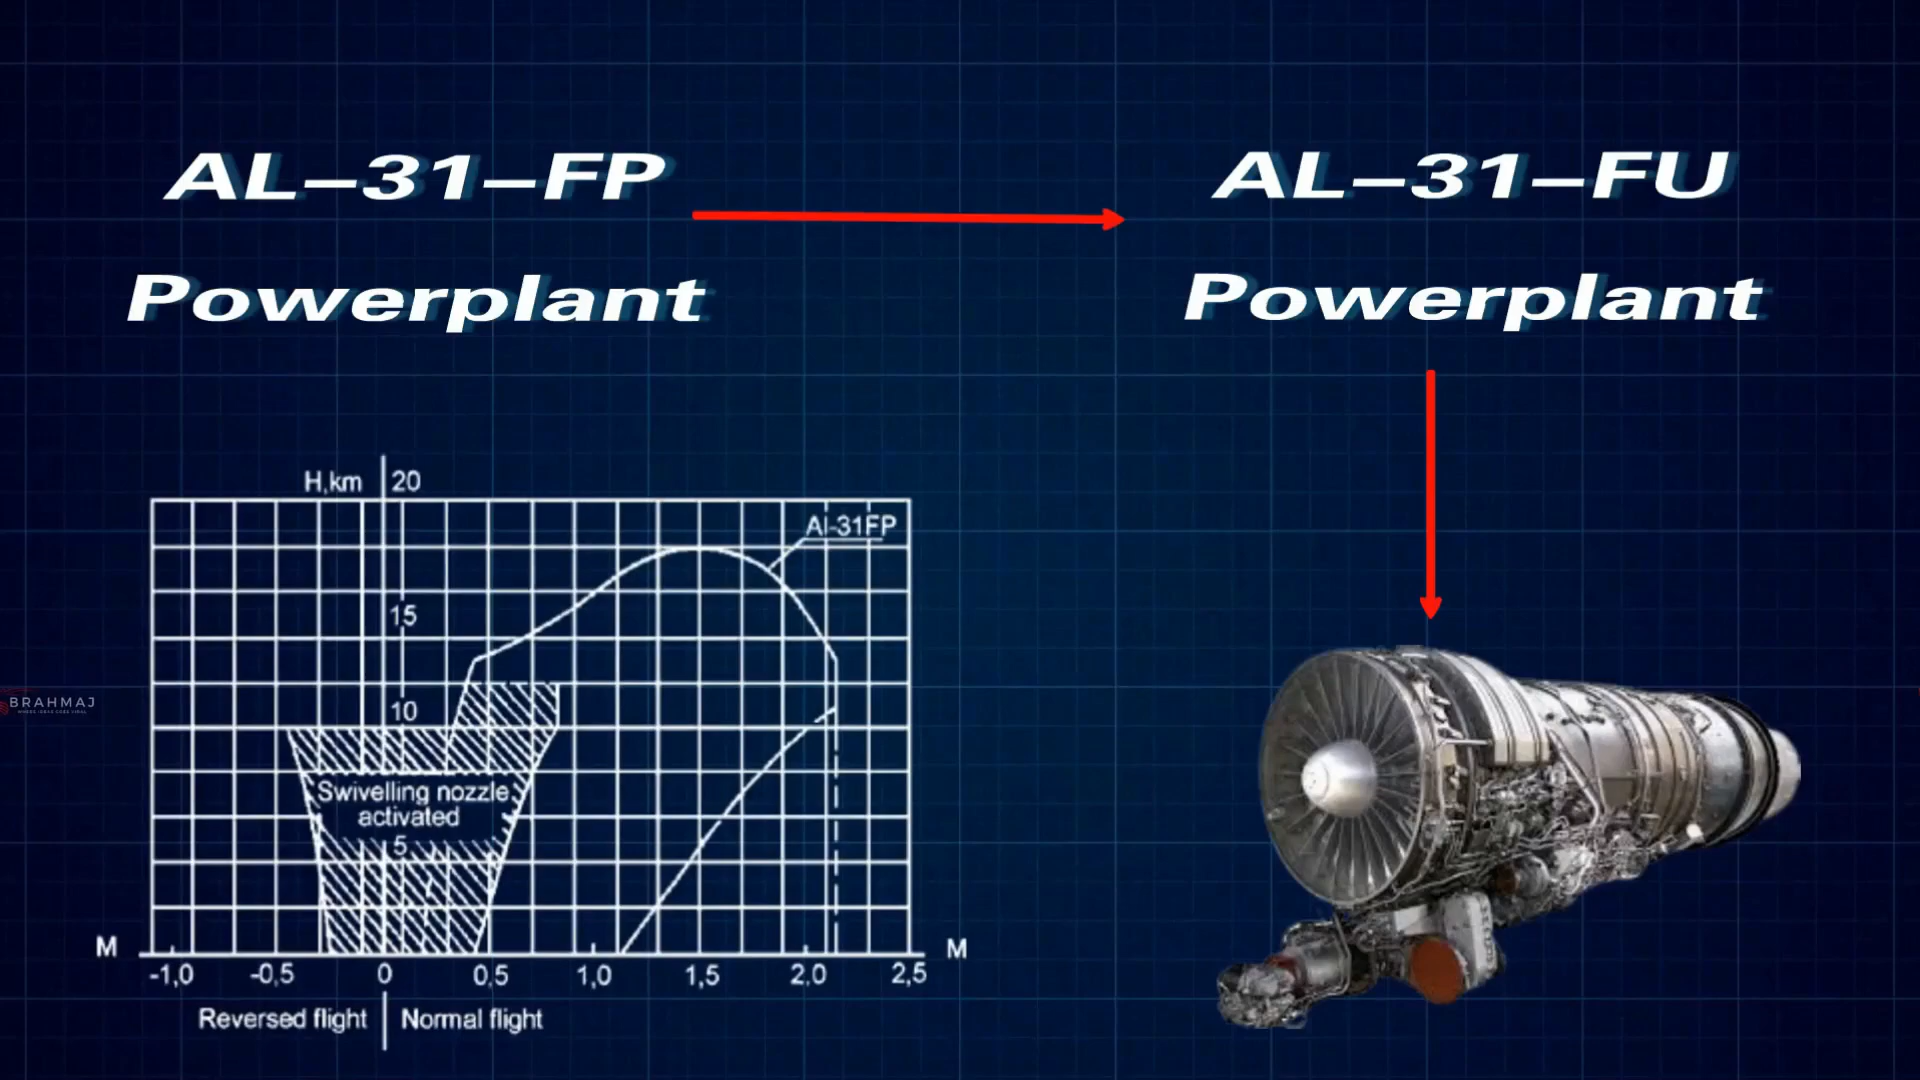 AL-31-FP
Powerplant
AL-31-FU
Powerplant
H,km 20
Al-31FP
15
10
Swivelling nozzle
activated
5
M
M
-1,0 -0,5 0 0,5 1,0 1,5 2,0 2,5
Reversed flight
Normal flight
BRAHMAJ